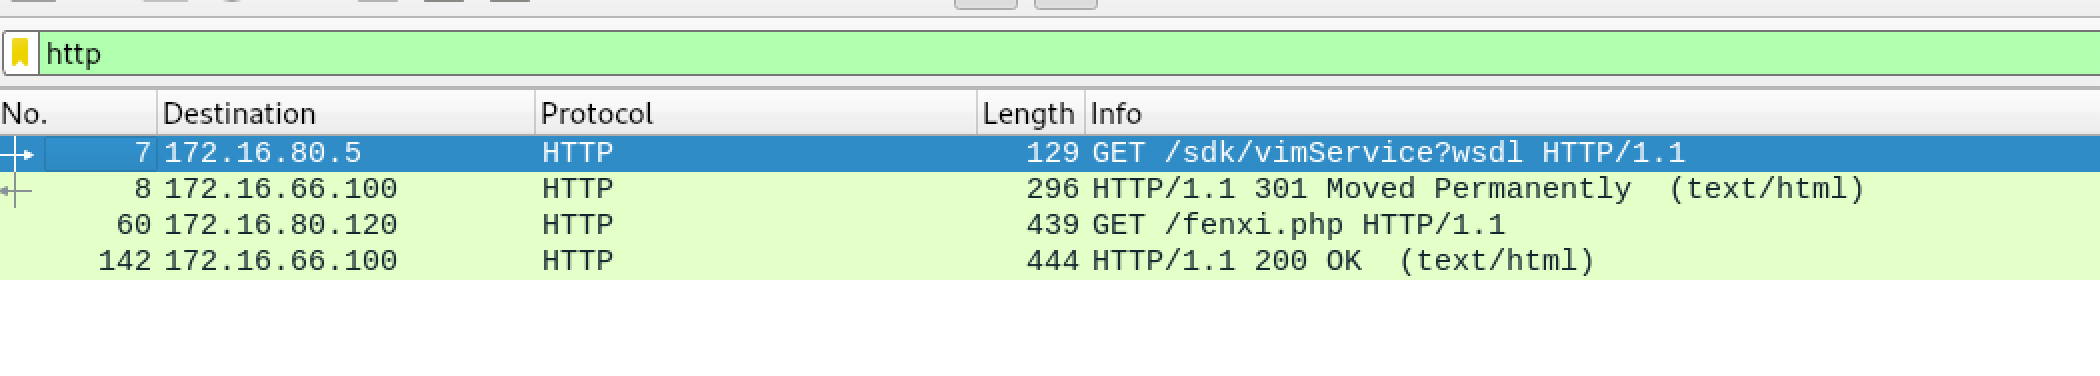 http
No. Destination Protocol Length Info
7 172.16.80.5 HTTP 129 GET /sdk/vimService?wsdl HTTP/1.1
8 172.16.66.100 HTTP 296 HTTP/1.1 301 Moved Permanently (text/html)
60 172.16.80.120 HTTP 439 GET /fenxi.php HTTP/1.1
142 172.16.66.100 HTTP 444 HTTP/1.1 200 OK (text/html)